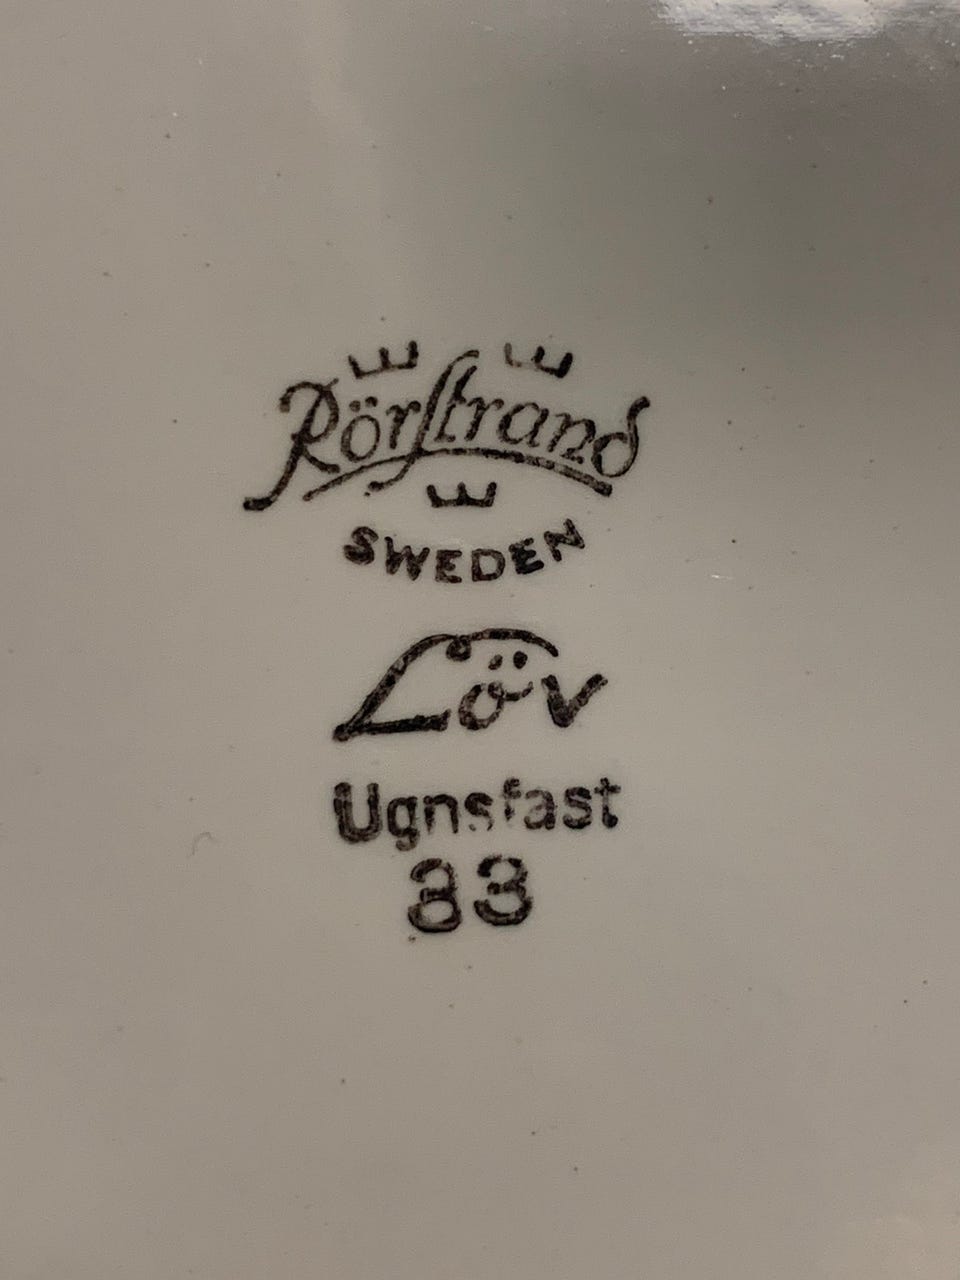 Rörstrand
SWEDEN
Löv
Ugnsfast
33